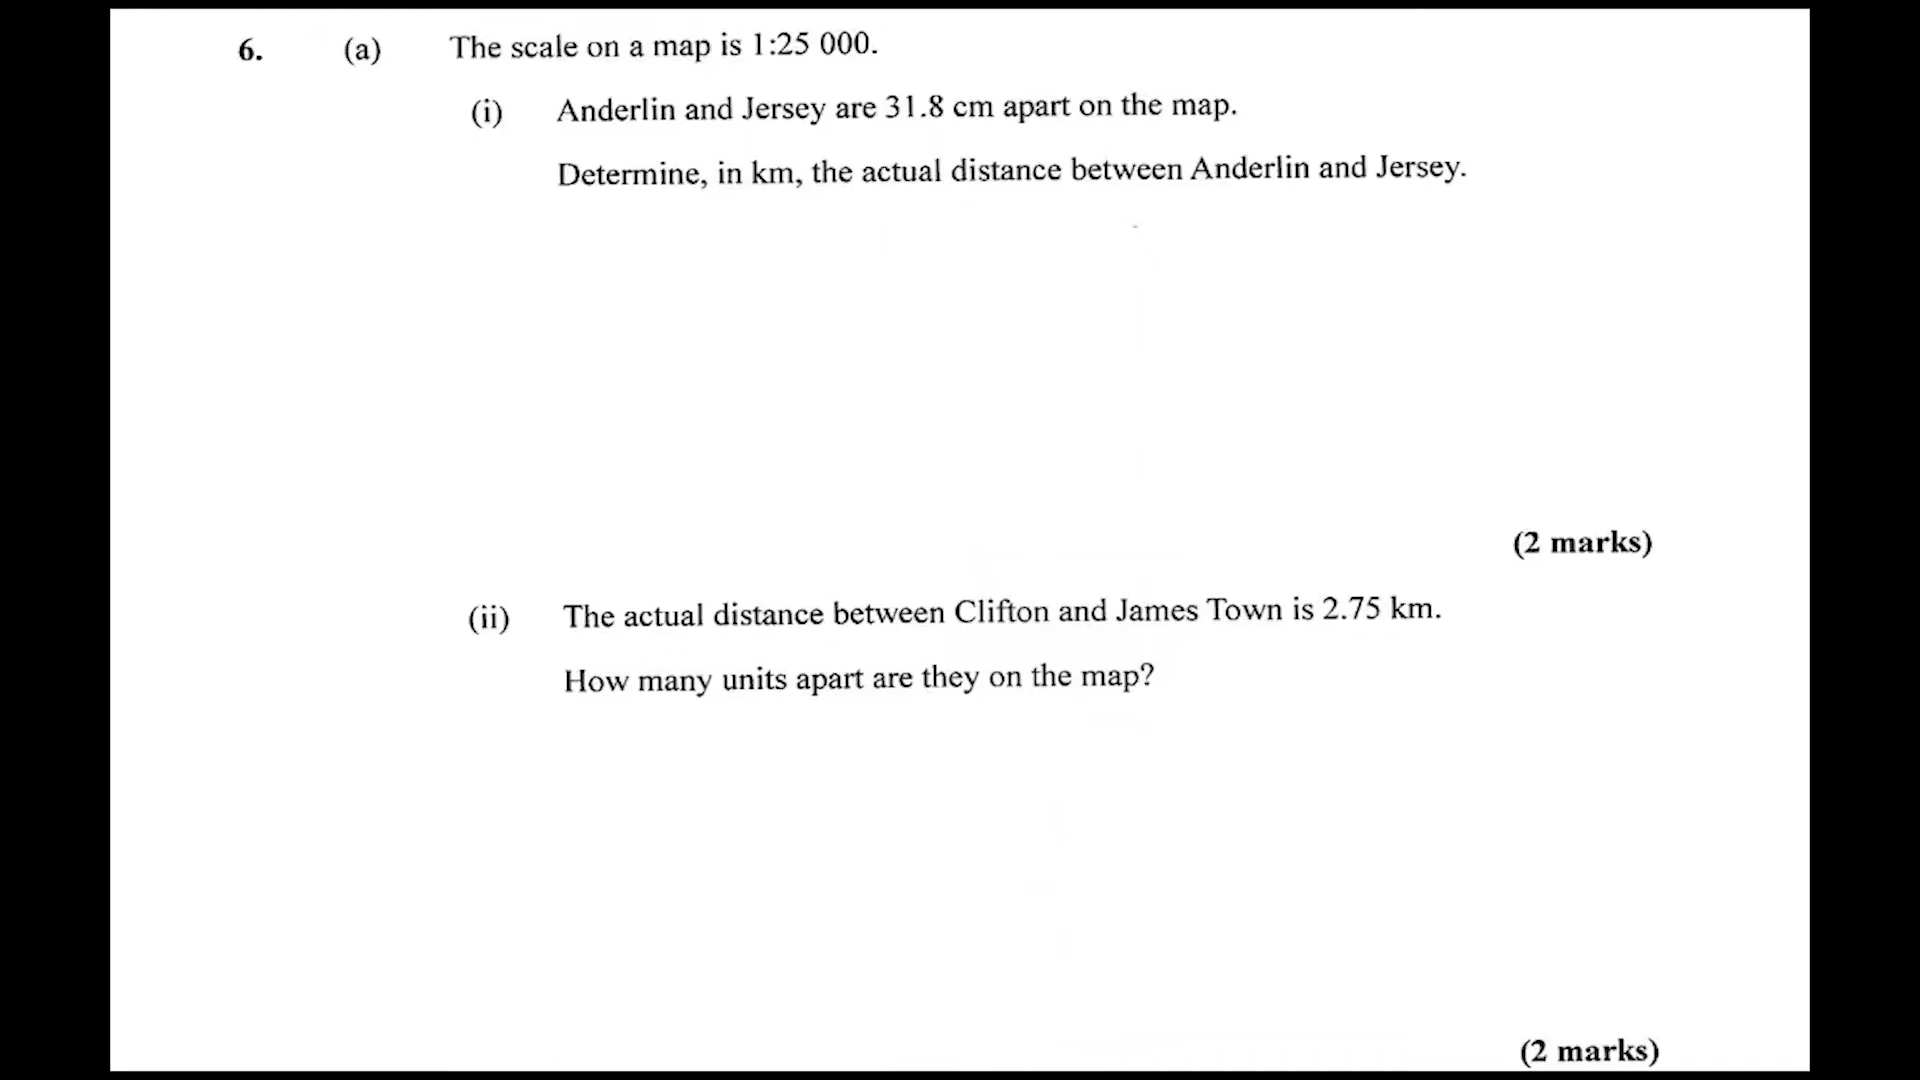 6. (a) The scale on a map is 1:25 000.
(i) Anderlin and Jersey are 31.8 cm apart on the map.
Determine, in km, the actual distance between Anderlin and Jersey.
(2 marks)
(ii) The actual distance between Clifton and James Town is 2.75 km.
How many units apart are they on the map?
(2 marks)